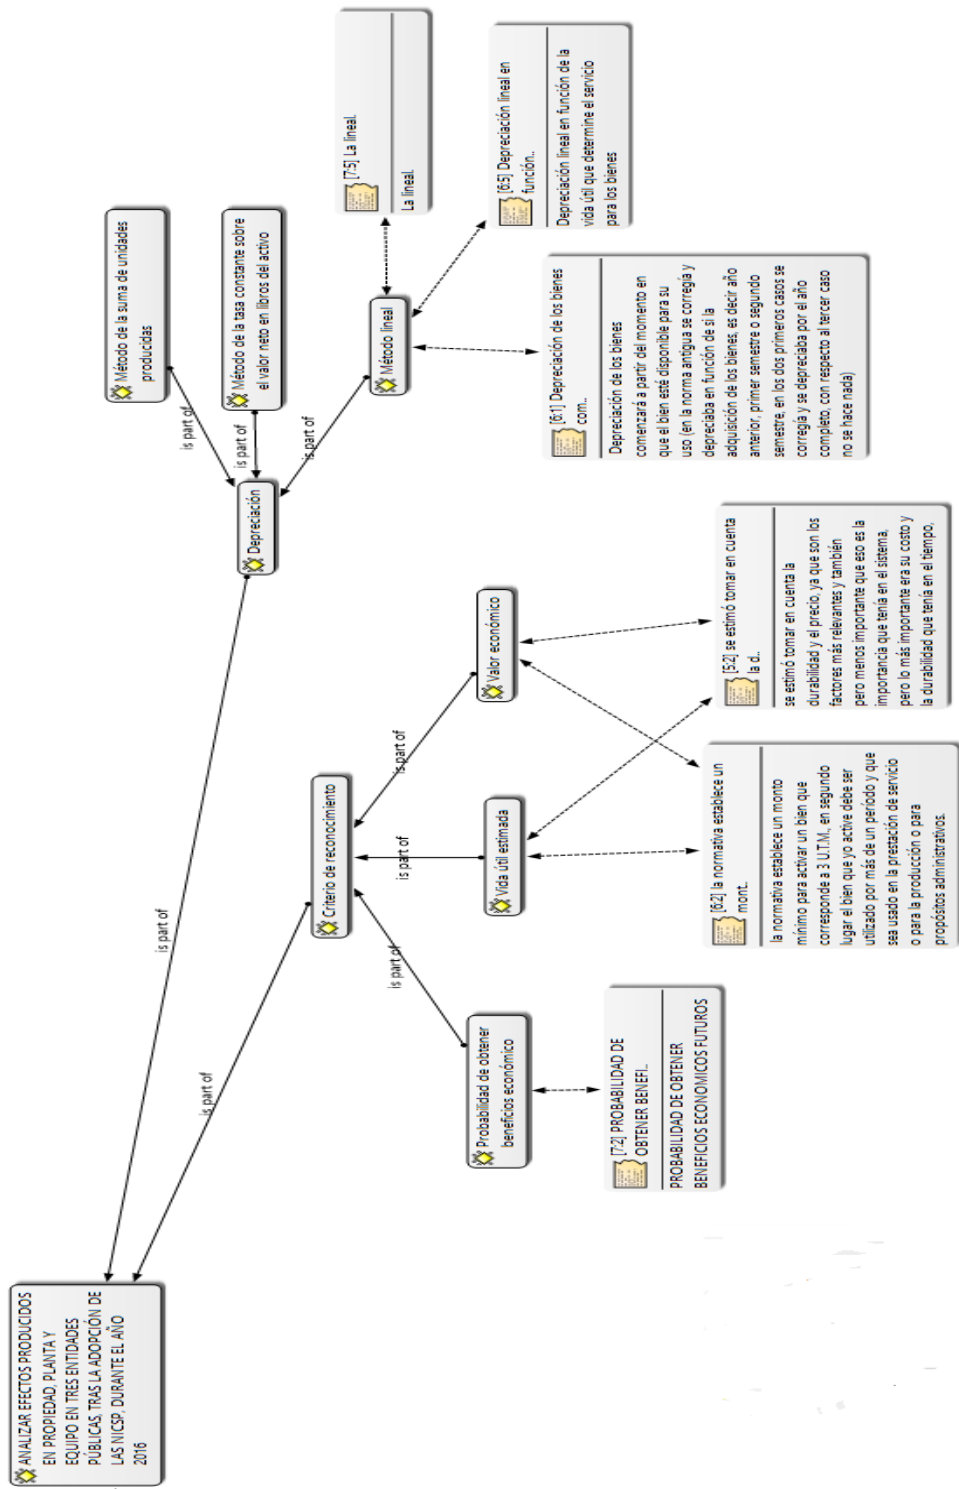 ANALIZAR EFECTOS PRODUCIDOS
EN PROPIEDAD, PLANTA Y
EQUIPO EN TRES ENTIDADES
PÚBLICAS, TRAS LA ADOPCIÓN DE
LAS NICSP, DURANTE EL AÑO
2016
is part of
is part of
Criterio de reconocimiento
is part of
is part of
is part of
Probabilidad de obtener
beneficios económico
Vida útil estimada
Valor económico
[7:2] PROBABILIDAD DE
OBTENER BENEFI..
PROBABILIDAD DE OBTENER
BENEFICIOS ECONOMICOS FUTUROS
[6:2] la normativa establece un
mont..
la normativa establece un monto
mínimo para activar un bien que
corresponde a 3 U.T.M., en segundo
lugar el bien que yo active debe ser
utilizado por más de un período y que
sea usado en la prestación de servicio
o para la producción o para
propósitos administrativos.
[5:2] se estimó tomar en cuenta
la d..
se estimó tomar en cuenta la
durabilidad y el precio, ya que son los
factores más relevantes y también
pero menos importante que eso es la
importancia que tenía en el sistema,
pero lo más importante era su costo y
la durabilidad que tenía en el tiempo,
Depreciación
is part of
is part of
is part of
Método de la suma de unidades
producidas
Método de la tasa constante sobre
el valor neto en libros del activo
Método lineal
[7:5] La lineal.
La lineal.
[6:5] Depreciación lineal en
función..
Depreciación lineal en función de la
vida útil que determine el servicio
para los bienes
[6:1] Depreciación de los bienes
com..
Depreciación de los bienes
comenzará a partir del momento en
que el bien esté disponible para su
uso (en la norma antigua se corregía y
depreciaba en función de si la
adquisición de los bienes, es decir año
anterior, primer semestre o segundo
semestre, en los dos primeros casos se
corregía y se depreciaba por el año
completo, con respecto al tercer caso
no se hace nada)